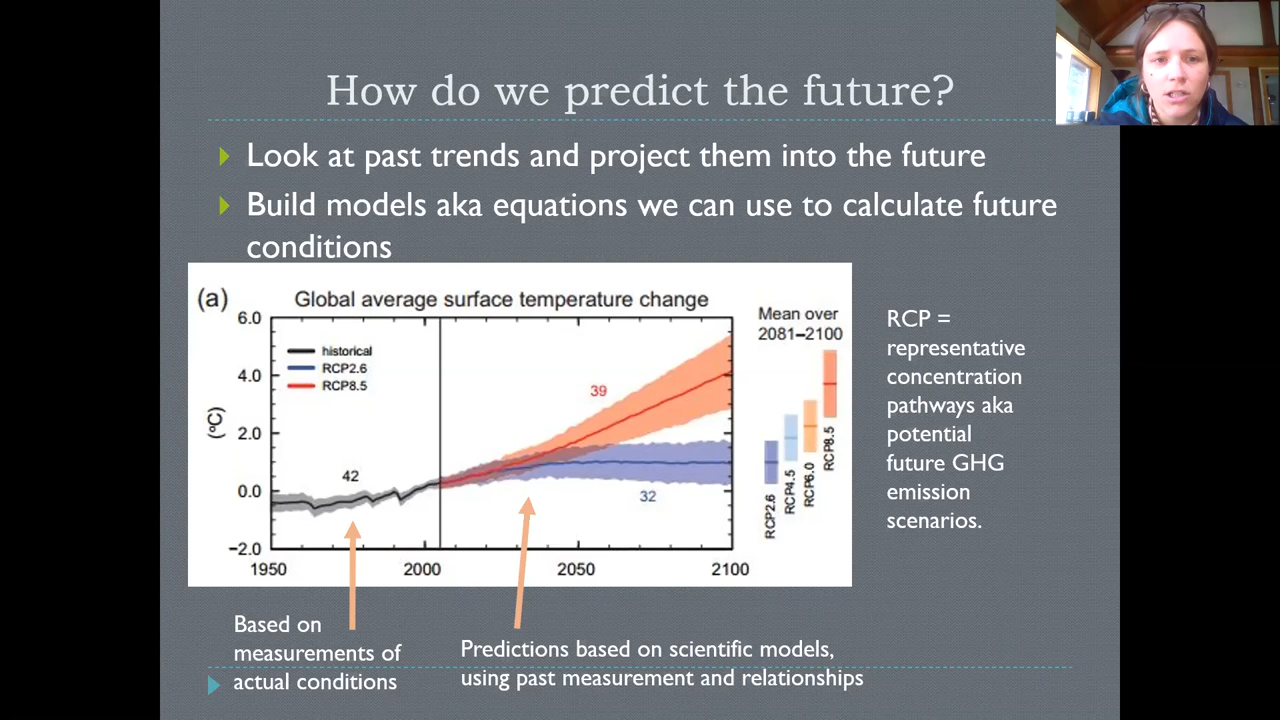 How do we predict the future?
Look at past trends and project them into the future
Build models aka equations we can use to calculate future
conditions
(a)
Global average surface temperature change
6.0
4.0
2.0
0.0
−2.0
(°C)
historical
RCP2.6
RCP8.5
42
39
32
1950
2000
2050
2100
Mean over
2081–2100
RCP2.6
RCP4.5
RCP6.0
RCP8.5
RCP =
representative
concentration
pathways aka
potential
future GHG
emission
scenarios.
Based on
measurements of
actual conditions
Predictions based on scientific models,
using past measurement and relationships